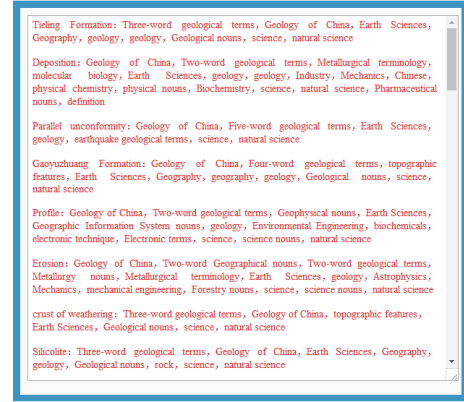 Tieling Formation：Three-word geological terms，Geology of China，Earth Sciences，
Geography，geology，geology，Geological nouns，science，natural science
Deposition：Geology of China，Two-word geological terms，Metallurgical terminology，
molecular biology，Earth Sciences，geology，geology，Industry，Mechanics，Chinese，
physical chemistry，physical nouns，Biochemistry，science，natural science，Pharmaceutical
nouns，definition
Parallel unconformity：Geology of China，Five-word geological terms，Earth Sciences，
geology，earthquake geological terms，science，natural science
Gaoyuzhuang Formation：Geology of China，Four-word geological terms，topographic
features，Earth Sciences，Geography，geography，geology，Geological nouns，science，
natural science
Profile：Geology of China，Two-word geological terms，Geophysical nouns，Earth Sciences，
Geographic Information System nouns，geology，Environmental Engineering，biochemicals，
electronic technique，Electronic terms，science，science nouns，natural science
Erosion：Geology of China，Two-word Geographical nouns，Two-word geological terms，
Metallurgy nouns，Metallurgical terminology，Earth Sciences，geology，Astrophysics，
Mechanics，mechanical engineering，Forestry nouns，science，science nouns，natural science
crust of weathering：Three-word geological terms，Geology of China，topographic features，
Earth Sciences，Geological nouns，science，natural science
Silicolite：Three-word geological terms，Geology of China，Earth Sciences，Geography，
geology，Geological nouns，rock，science，natural science